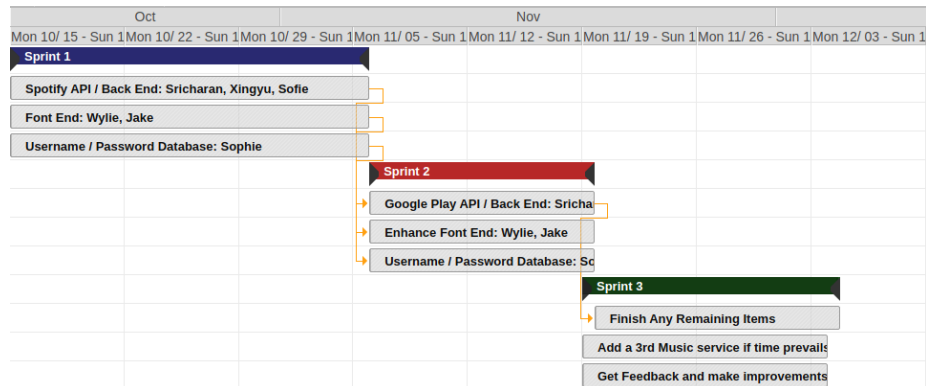 Oct Nov
Mon 10/ 15 - Sun 1 Mon 10/ 22 - Sun 1 Mon 10/ 29 - Sun 1 Mon 11/ 05 - Sun 1 Mon 11/ 12 - Sun 1 Mon 11/ 19 - Sun 1 Mon 11/ 26 - Sun 1 Mon 12/ 03 - Sun 1
Sprint 1
Spotify API / Back End: Sricharan, Xingyu, Sofie
Font End: Wylie, Jake
Username / Password Database: Sophie
Sprint 2
Google Play API / Back End: Srichar
Enhance Font End: Wylie, Jake
Username / Password Database: So
Sprint 3
Finish Any Remaining Items
Add a 3rd Music service if time prevails
Get Feedback and make improvements